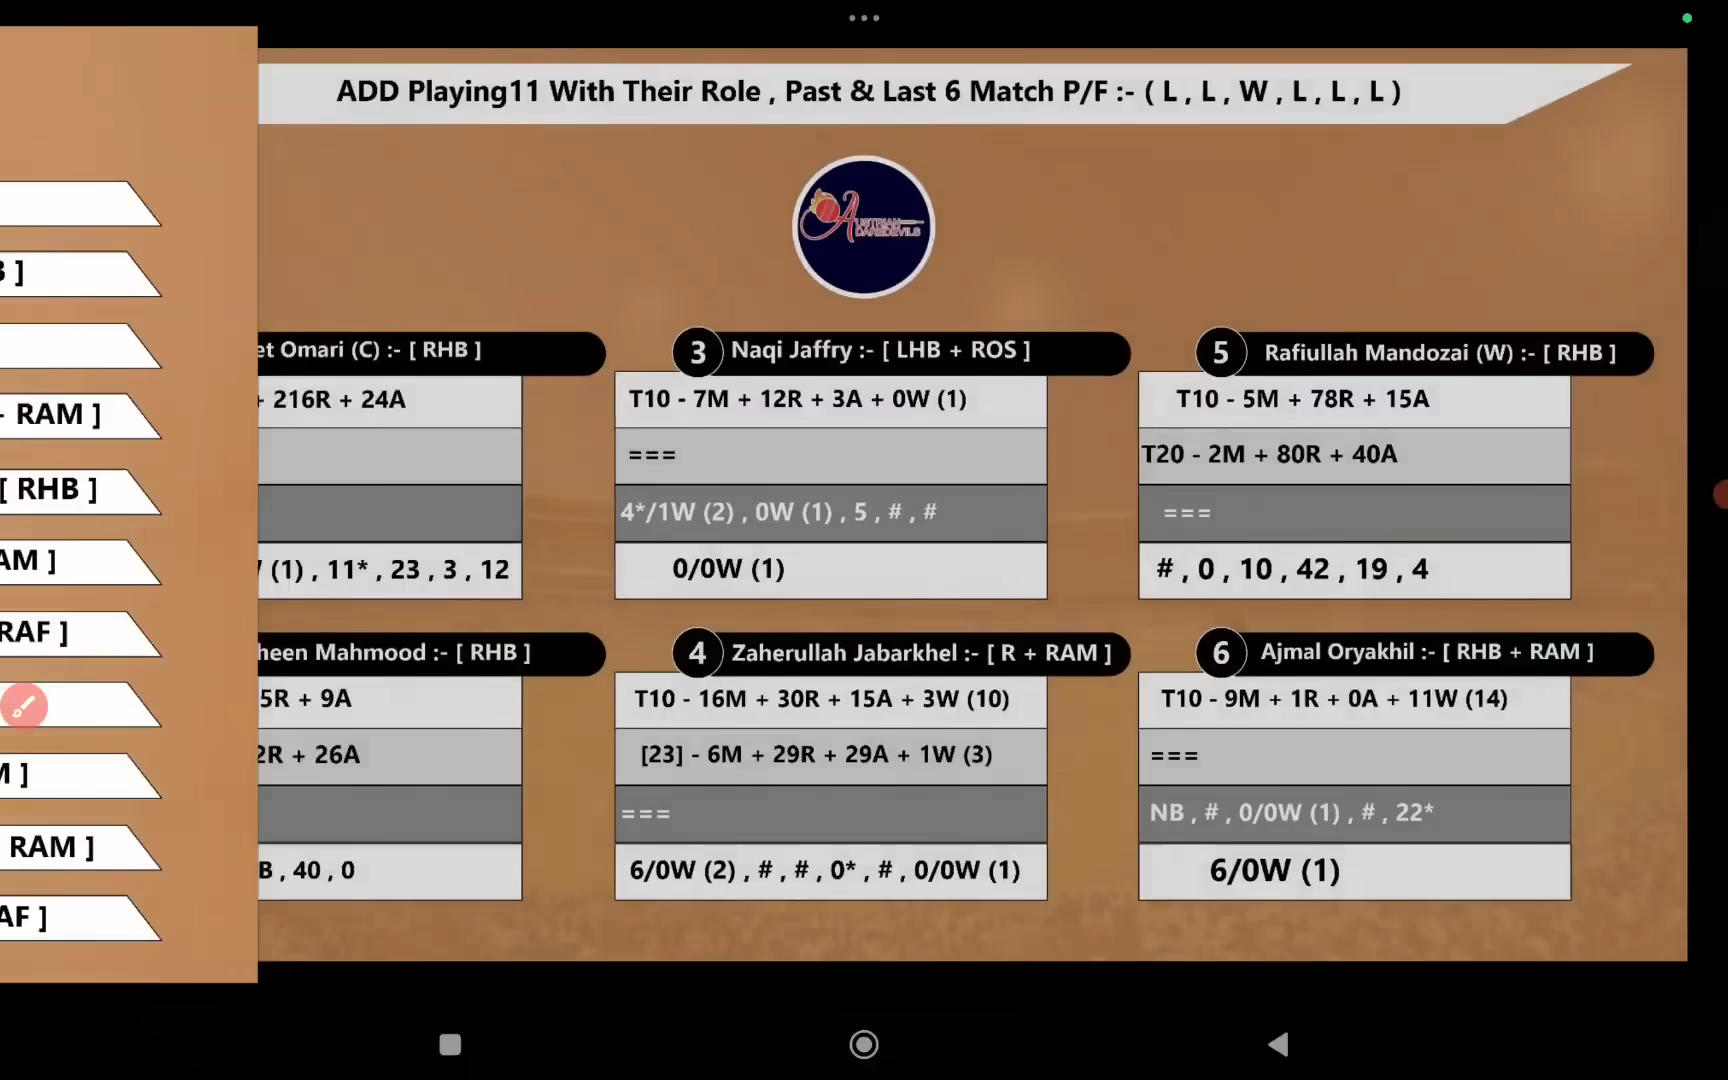 ADD Playing11 With Their Role , Past & Last 6 Match P/F :- ( L , L , W , L , L , L )
AUSTRIAN
DAREDEVILS
B ]
- RAM ]
[ RHB ]
AM ]
RAF ]
M ]
RAM ]
AF ]
et Omari (C) :- [ RHB ]
+ 216R + 24A
(1) , 11* , 23 , 3 , 12
heen Mahmood :- [ RHB ]
5R + 9A
2R + 26A
B , 40 , 0
3 Naqi Jaffry :- [ LHB + ROS ]
T10 - 7M + 12R + 3A + 0W (1)
===
4*/1W (2) , 0W (1) , 5 , # , #
0/0W (1)
4 Zaherullah Jabarkhel :- [ R + RAM ]
T10 - 16M + 30R + 15A + 3W (10)
[23] - 6M + 29R + 29A + 1W (3)
===
6/0W (2) , # , # , 0* , # , 0/0W (1)
5 Rafiullah Mandozai (W) :- [ RHB ]
T10 - 5M + 78R + 15A
T20 - 2M + 80R + 40A
===
# , 0 , 10 , 42 , 19 , 4
6 Ajmal Oryakhil :- [ RHB + RAM ]
T10 - 9M + 1R + 0A + 11W (14)
===
NB , # , 0/0W (1) , # , 22*
6/0W (1)